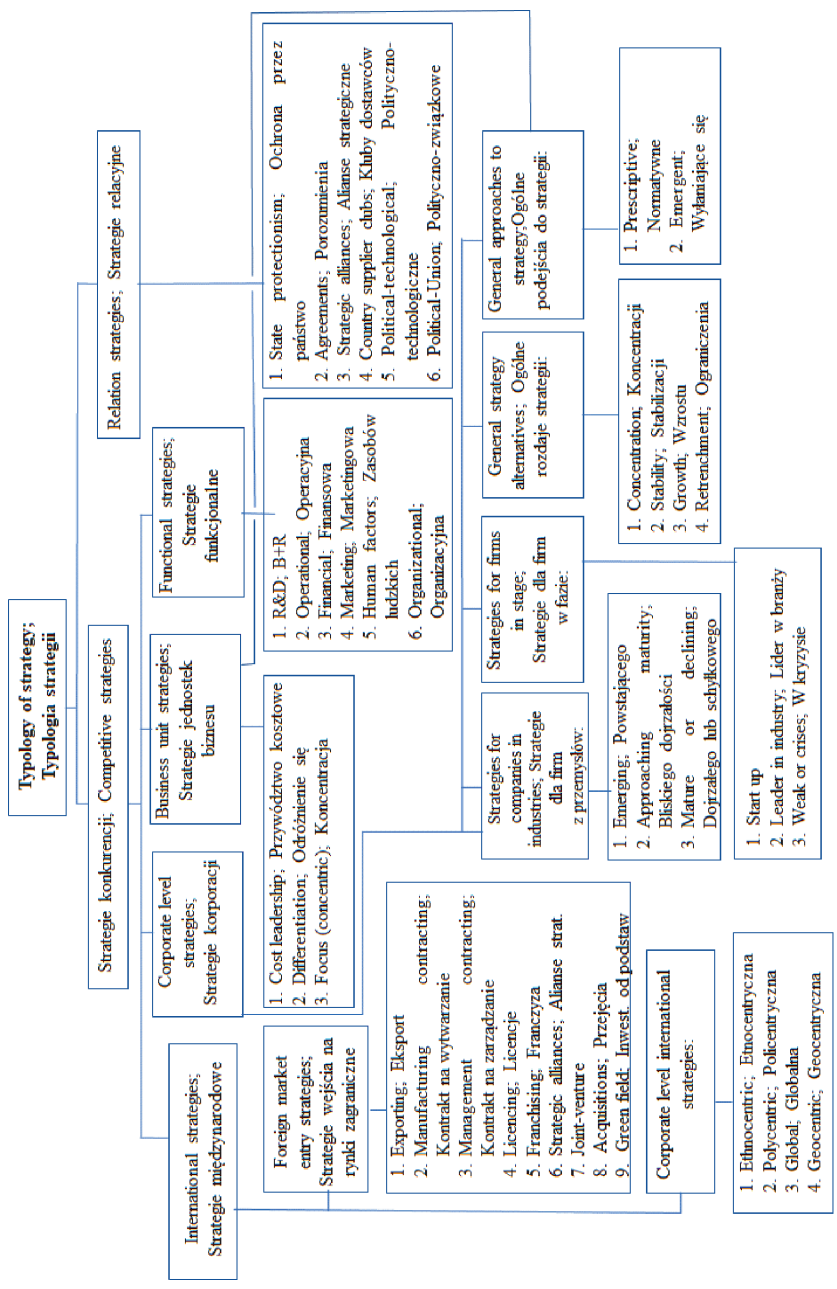 Typology of strategy;
Typologia strategii
Strategie konkurencji; Competitive strategies
Relation strategies; Strategie relacyjne
International strategies;
Strategie międzynarodowe
Corporate level
strategies;
Strategie korporacji
Business unit strategies;
Strategie jednostek
biznesu
Functional strategies;
Strategie
funkcjonalne
Foreign market
entry strategies;
Strategie wejścia na
rynki zagraniczne
1. Cost leadership; Przywództwo kosztowe
2. Differentiation; Odróżnienie się
3. Focus (concentric); Koncentracja
1. R&D; B+R
2. Operational; Operacyjna
3. Financial; Finansowa
4. Marketing; Marketingowa
5. Human factors; Zasobów
ludzkich
6. Organizational;
Organizacyjna
1. State protectionism; Ochrona przez
państwo
2. Agreements; Porozumienia
3. Strategic alliances; Alianse strategiczne
4. Country supplier clubs; Kluby dostawców
5. Political-technological; Polityczno-
technologiczne
6. Political-Union; Polityczno-związkowe
1. Exporting; Eksport
2. Manufacturing contracting;
Kontrakt na wytwarzanie
3. Management contracting;
Kontrakt na zarządzanie
4. Licencing; Licencje
5. Franchising; Franczyza
6. Strategic alliances; Alianse strat.
7. Joint-venture
8. Acquisitions; Przejęcia
9. Green field; Inwest. od podstaw
Strategies for
companies in
industries; Strategie
dla firm
z przemysłów:
Strategies for firms
in stage;
Strategie dla firm
w fazie:
General strategy
alternatives; Ogólne
rozdaje strategii:
General approaches to
strategy;Ogólne
podejścia do strategii:
1. Emerging; Powstającego
2. Approaching maturity;
Bliskiego dojrzałości
3. Mature or declining;
Dojrzałego lub schyłkowego
1. Concentration; Koncentracji
2. Stability; Stabilizacji
3. Growth; Wzrostu
4. Retrenchment; Ograniczenia
1. Prescriptive;
Normatywne
2. Emergent;
Wyłaniające się
Corporate level international
strategies:
1. Start up
2. Leader in industry; Lider w branży
3. Weak or crises; W kryzysie
1. Ethnocentric; Etnocentryczna
2. Polycentric; Policentryczna
3. Global; Globalna
4. Geocentric; Geocentryczna